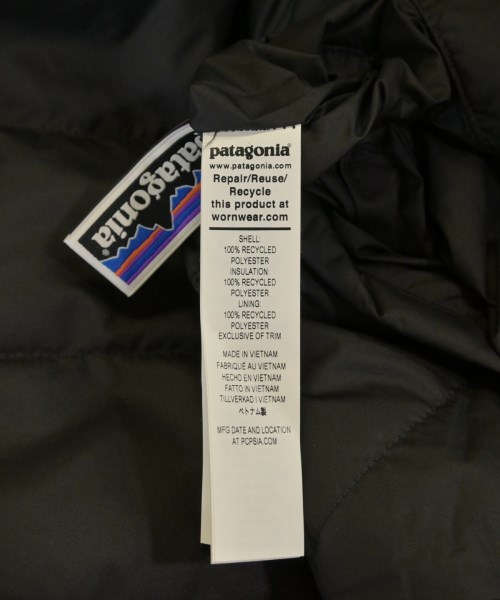 patagonia®
patagonia®
www.patagonia.com
Repair/Reuse/
Recycle
this product at
wornwear.com
SHELL:
100% RECYCLED
POLYESTER
INSULATION:
100% RECYCLED
POLYESTER
LINING:
100% RECYCLED
POLYESTER
EXCLUSIVE OF TRIM
MADE IN VIETNAM
FABRIQUÉ AU VIETNAM
HECHO EN VIETNAM
FATTO IN VIETNAM
TILLVERKAD I VIETNAM
ベトナム製
MFG DATE AND LOCATION
AT PCPSIA.COM